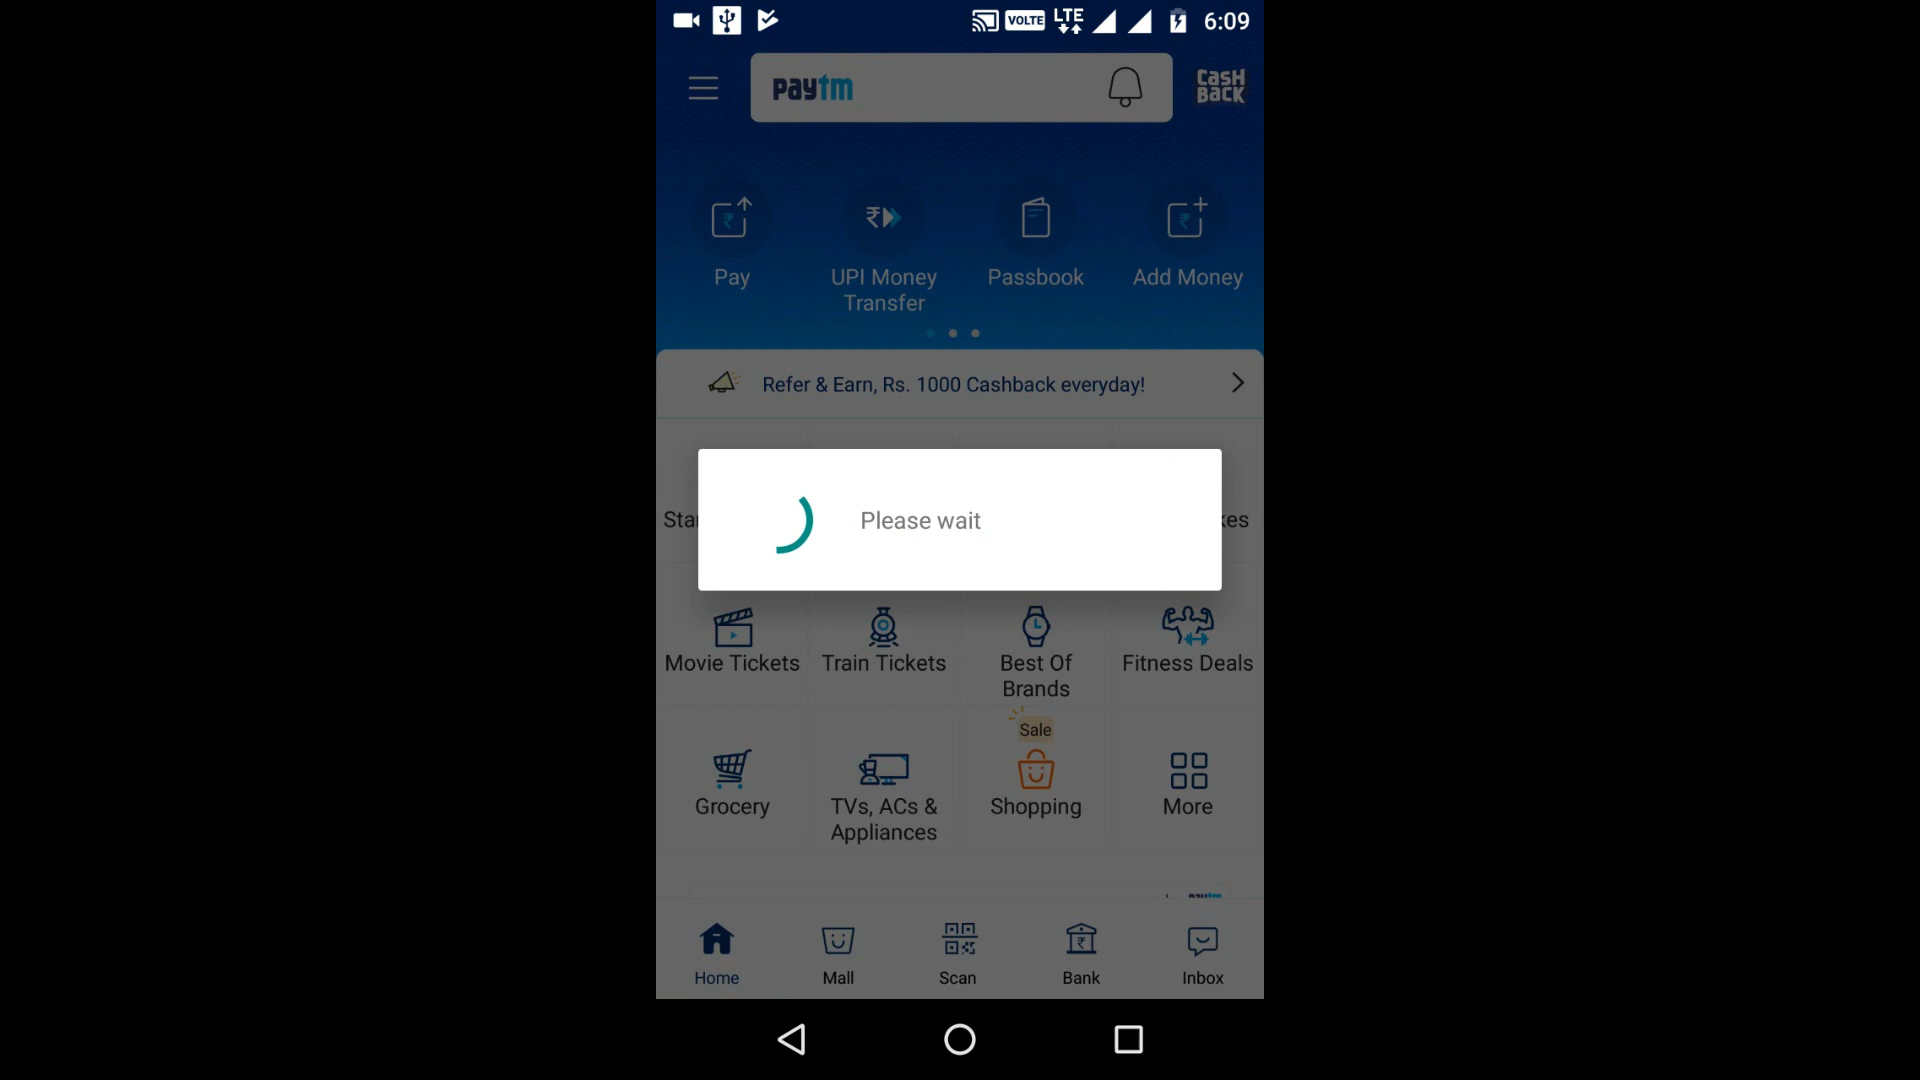 VOLTE LTE 6:09
paytm CASH
BACK
Pay UPI Money Passbook Add Money
Transfer
Refer & Earn, Rs. 1000 Cashback everyday!
Please wait
Movie Tickets Train Tickets Best Of Fitness Deals
Brands
Sale
Grocery TVs, ACs & Shopping More
Appliances
paytm
Home Mall Scan Bank Inbox